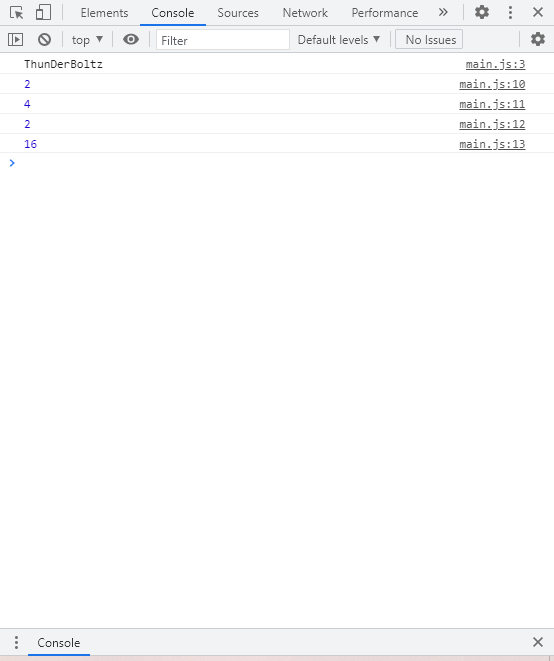 Elements Console Sources Network Performance
top ▼ Filter Default levels ▼ No Issues
ThunDerBoltz main.js:3
2 main.js:10
4 main.js:11
2 main.js:12
16 main.js:13
Console